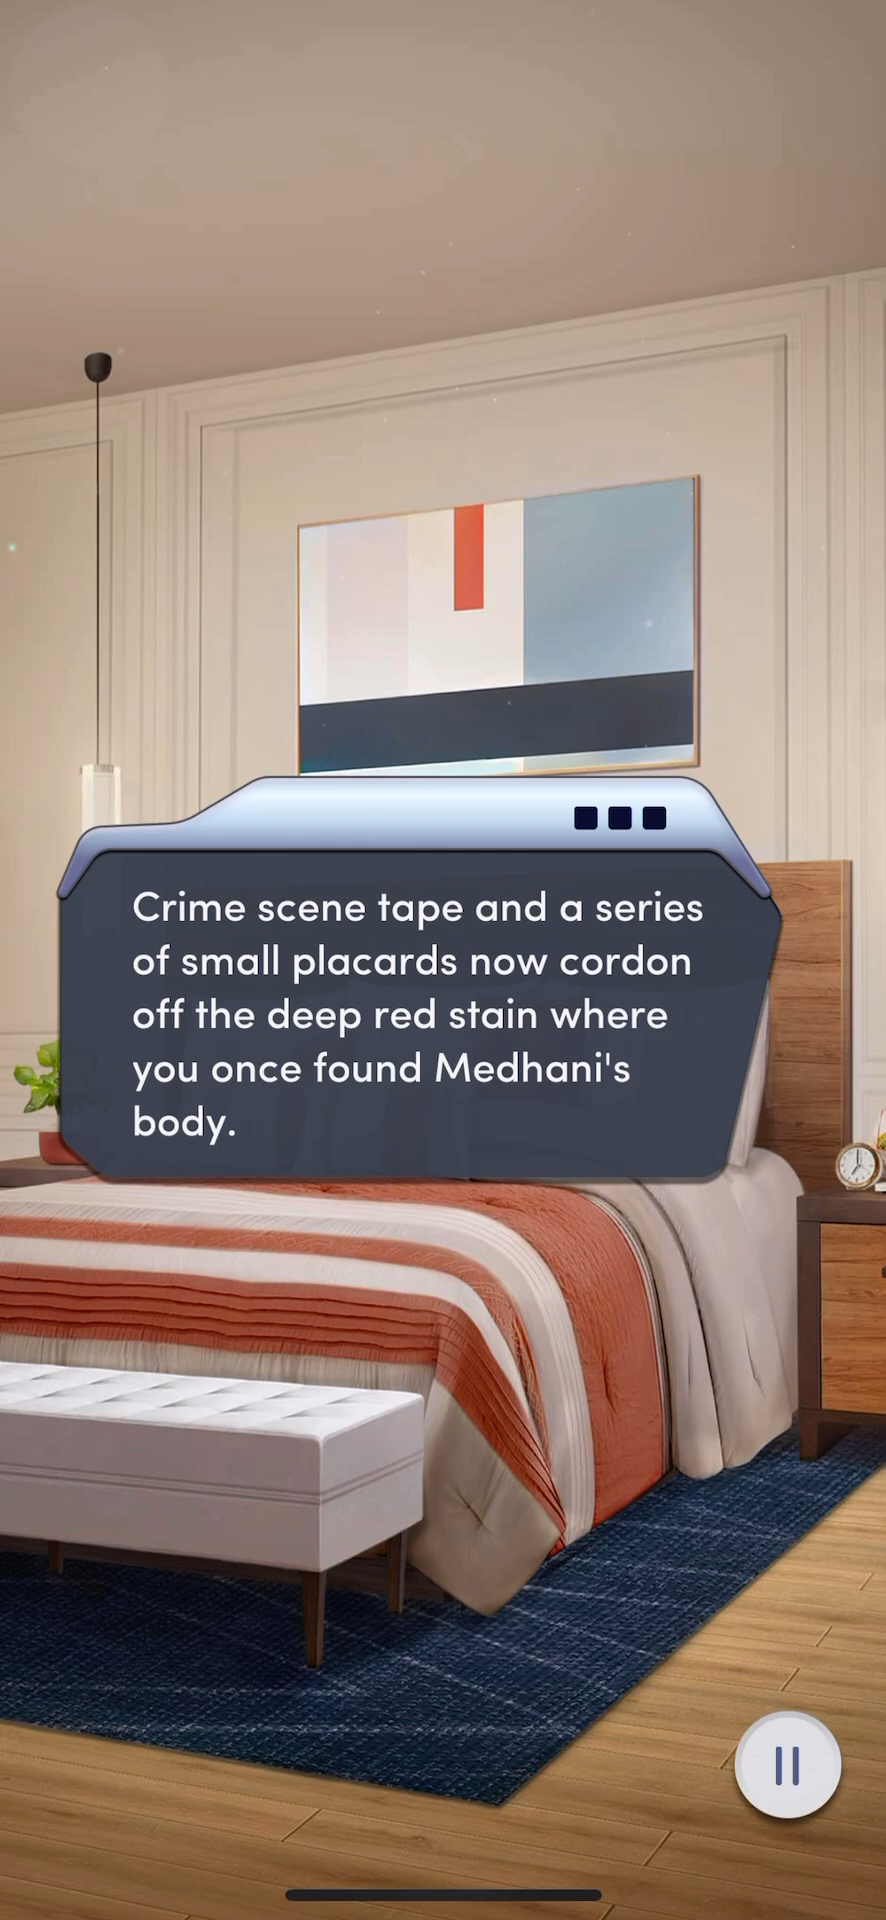 Crime scene tape and a series
of small placards now cordon
off the deep red stain where
you once found Medhani's
body.